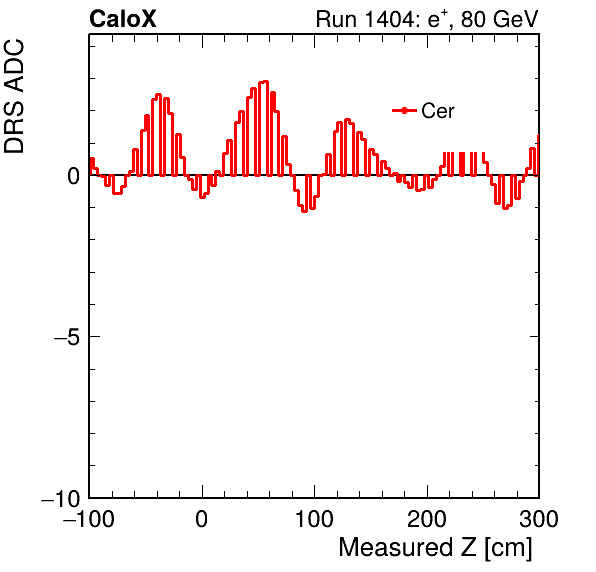 CaloX Run 1404: e⁺, 80 GeV
DRS ADC
Cer
0
−5
−10
−100 0 100 200 300
Measured Z [cm]